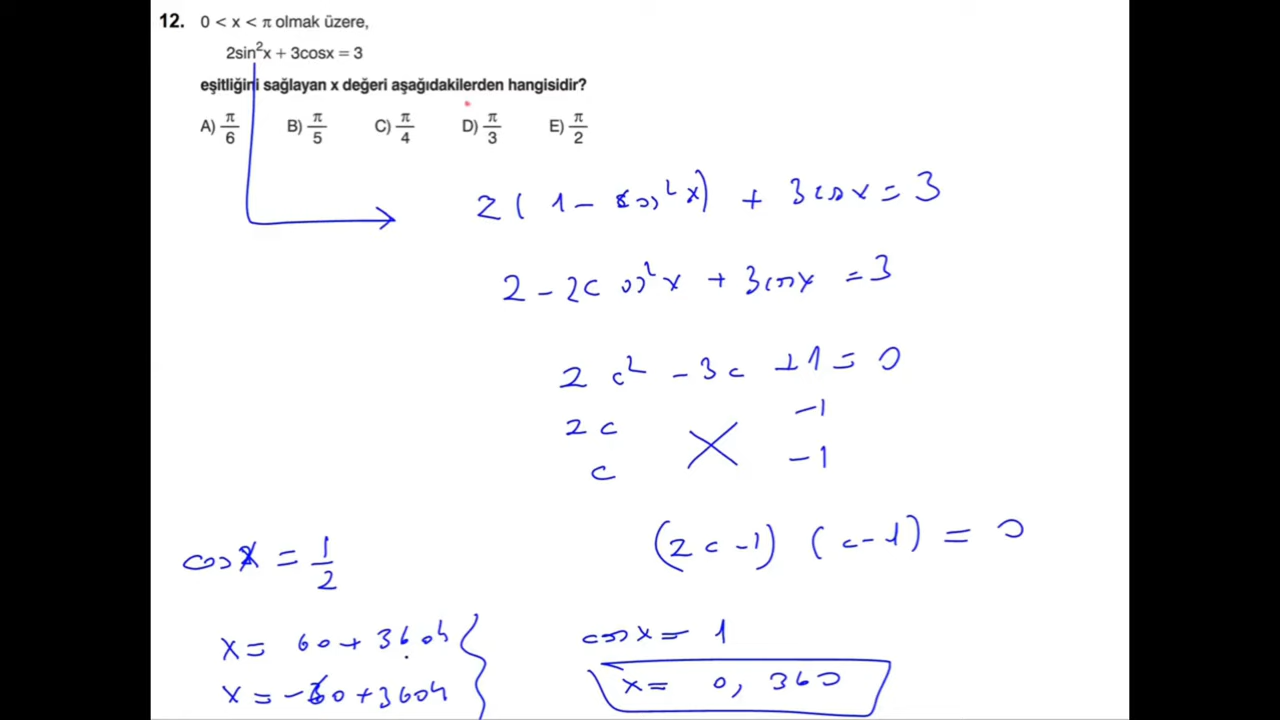 12. 0 < x < π olmak üzere,
2sin²x + 3cosx = 3
eşitliğini sağlayan x değeri aşağıdakilerden hangisidir?
A) π/6 B) π/5 C) π/4 D) π/3 E) π/2
2 ( 1 - cos²x) + 3cosx = 3
2 - 2cos²x + 3cosx = 3
2c² - 3c + 1 = 0
2c -1
c -1
(2c-1) (c-1) = 0
cosx = 1/2
x = 60 + 360k
x = -60 + 360k
cosx = 1
x = 0, 360